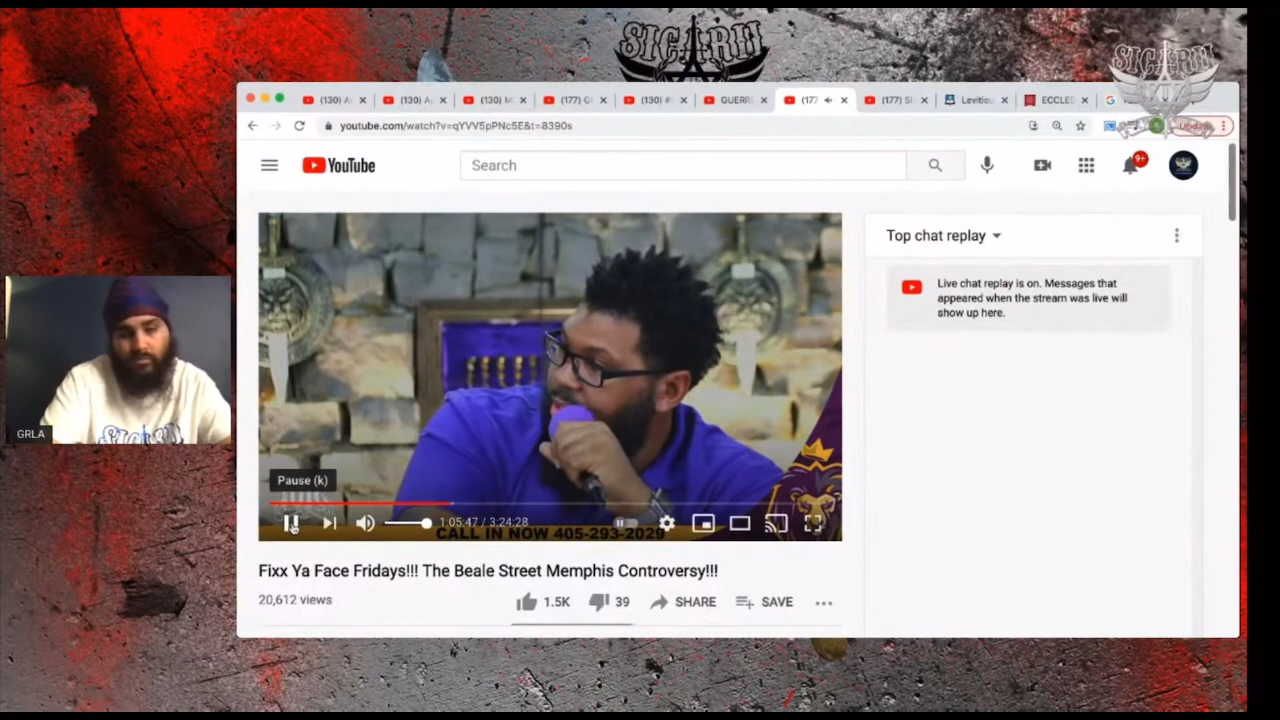 SICARII
SICARII
(130) A
(130) A
(130) M
(177) G
(130) #
GUERR
(177
(177) S
Levitic
ECCLES
youtube.com/watch?v=qYVV5pPNc5E&t=8390s
Update
YouTube
Search
9+
Top chat replay
Live chat replay is on. Messages that
appeared when the stream was live will
show up here.
GRLA
SICARII
Pause (k)
1:05:47 / 3:24:28
CALL IN NOW 405-293-2029
Fixx Ya Face Fridays!!! The Beale Street Memphis Controversy!!!
20,612 views
1.5K
39
SHARE
SAVE